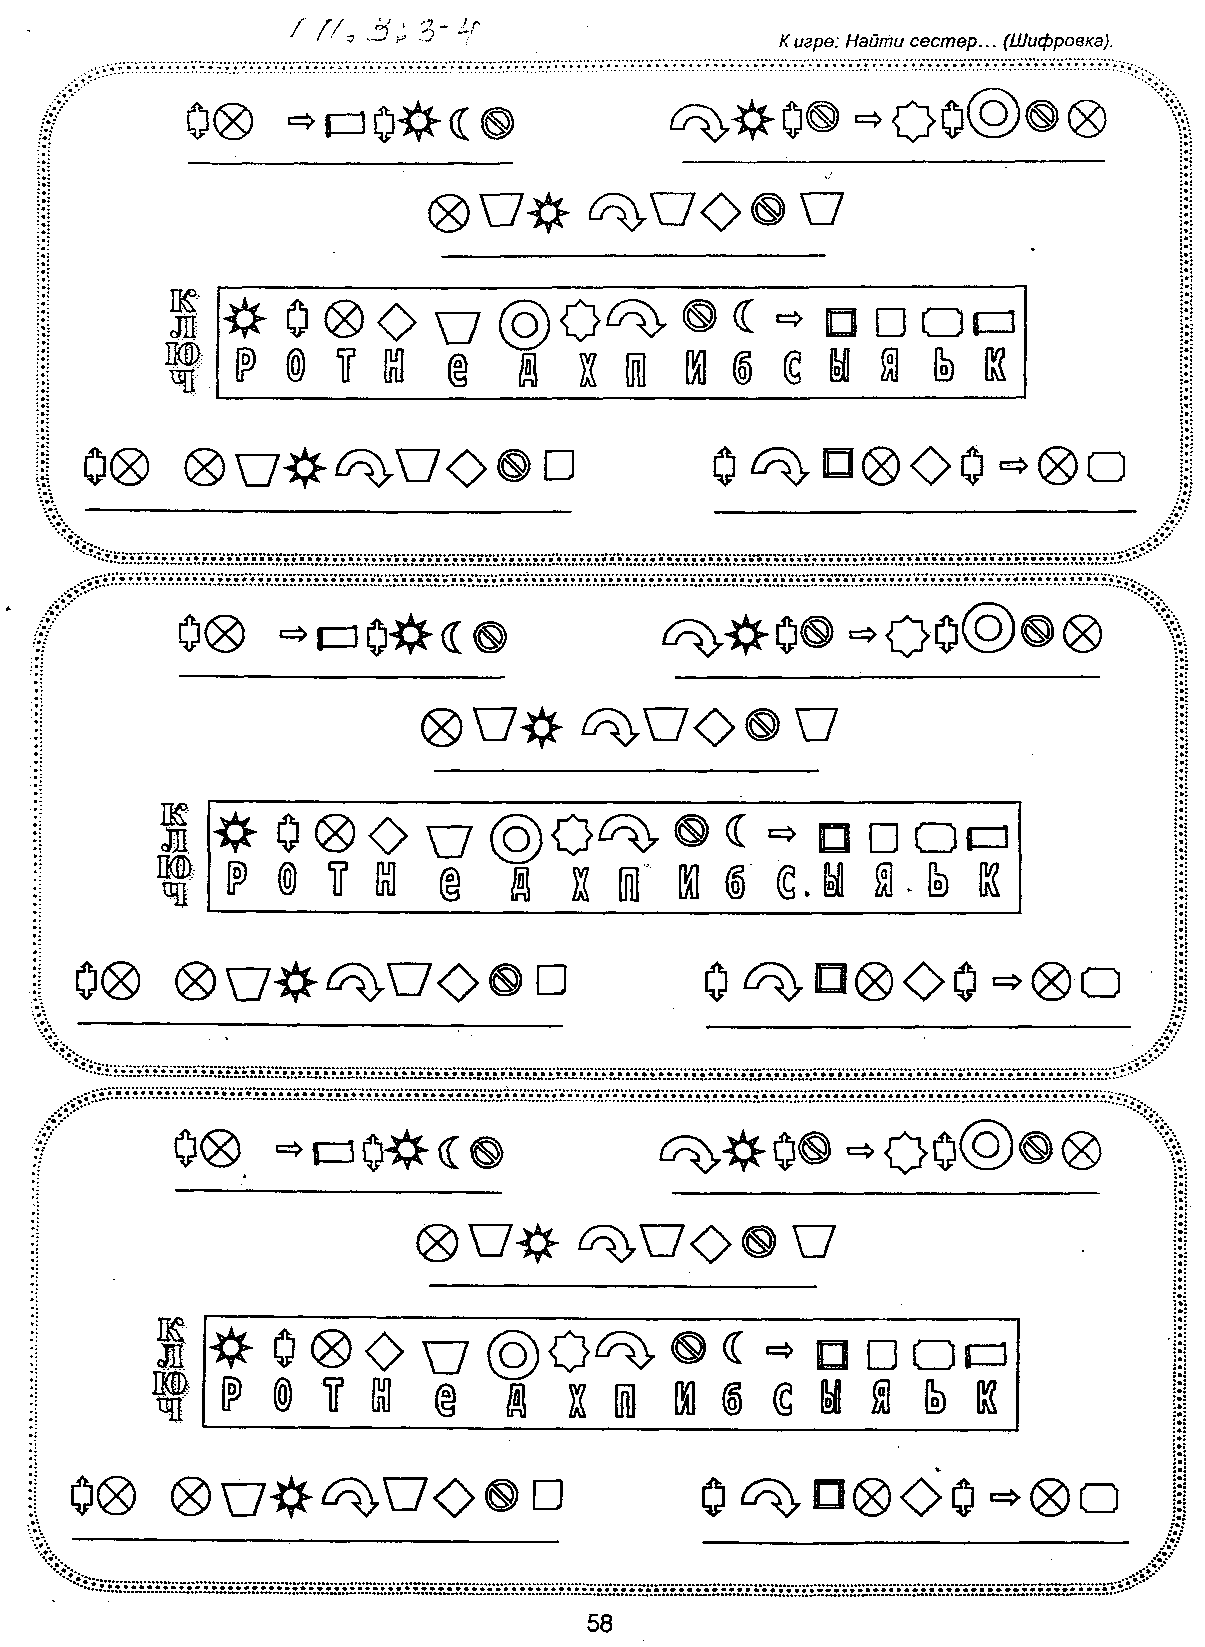 К игре: Найти сестер... (Шифровка).
КЛЮЧ
Р О Т Н е Д Х П И б С Ы Я Ь К
КЛЮЧ
Р О Т Н е Д Х П И б С. Ы Я. Ь К
КЛЮЧ
Р О Т Н е Д Х П И б С Ы Я Ь К
58